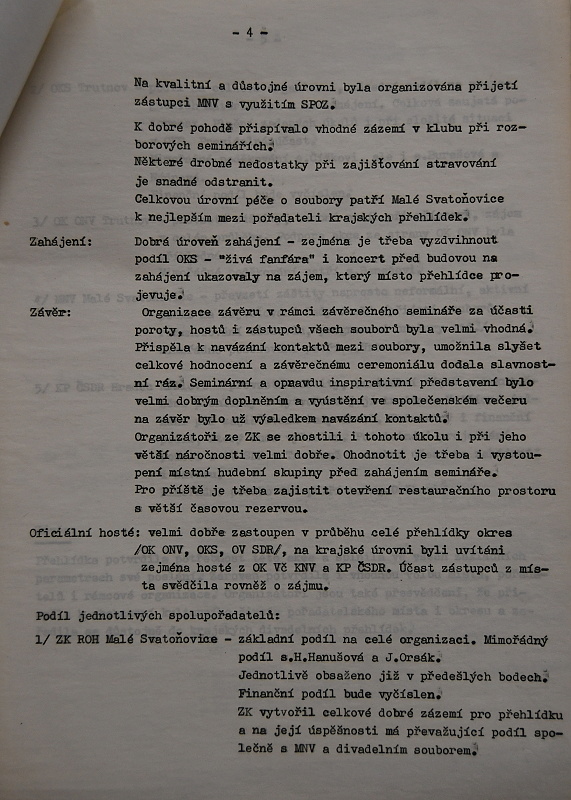 - 4 -
Na kvalitní a důstojné úrovni byla organizována přijetí
zástupci MNV s využitím SPOZ.
K dobré pohodě přispívalo vhodné zázemí v klubu při roz-
borových seminářích.
Některé drobné nedostatky při zajišťování stravování
je snadné odstranit.
Celkovou úrovní péče o soubory patří Malé Svatoňovice
k nejlepším mezi pořadateli krajských přehlídek.
Zahájení: Dobrá úroveň zahájení - zejména je třeba vyzdvihnout
podíl OKS - "živá fanfára" i koncert před budovou na
zahájení ukazovaly na zájem, který místo přehlídce pro-
jevuje.
Závěr: Organizace závěru v rámci závěrečného semináře za účasti
poroty, hostů i zástupců všech souborů byla velmi vhodná.
Přispěla k navázání kontaktů mezi soubory, umožnila slyšet
celkové hodnocení a závěrečnému ceremoniálu dodala slavnost-
ní ráz. Seminární a opravdu inspirativní představení bylo
velmi dobrým doplněním a vyústění ve společenském večeru
na závěr bylo už výsledkem navázání kontaktů.
Organizátoři ze ZK se zhostili i tohoto úkolu i při jeho
větší náročnosti velmi dobře. Ohodnotit je třeba i vystou-
pení místní hudební skupiny před zahájením semináře.
Pro příště je třeba zajistit otevření restauračního prostoru
s větší časovou rezervou.
Oficiální hosté: velmi dobře zastoupen v průběhu celé přehlídky okres
/OK ONV, OKS, OV SDR/, na krajské úrovni byli uvítáni
zejména hosté z OK Vč KNV a KP ČSDR. Účast zástupců z mís-
ta svědčila rovněž o zájmu.
Podíl jednotlivých spolupořadatelů:
1/ ZK ROH Malé Svatoňovice - základní podíl na celé organizaci. Mimořádný
podíl s.H.Hanušová a J.Orsák.
Jednotlivě obsaženo již v předešlých bodech.
Finanční podíl bude vyčíslen.
ZK vytvořil celkové dobré zázemí pro přehlídku
a na její úspěšnosti má převažující podíl spo-
lečně s MNV a divadelním souborem.